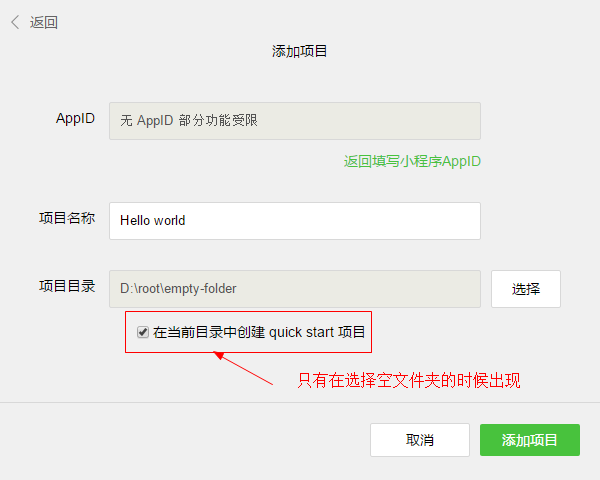 返回
添加项目
AppID
无 AppID 部分功能受限
返回填写小程序AppID
项目名称
Hello world
项目目录
D:\root\empty-folder
选择
在当前目录中创建 quick start 项目
只有在选择空文件夹的时候出现
取消
添加项目